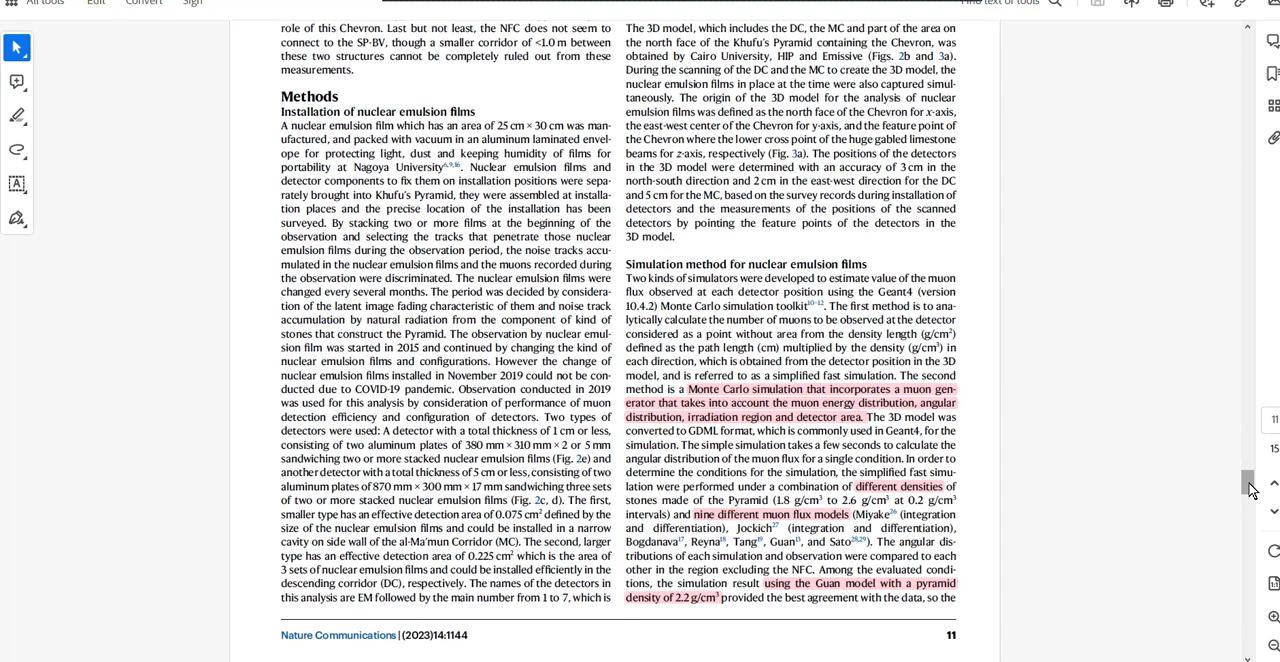 All tools
Edit
Convert
Sign
Find text or tools
role of this Chevron. Last but not least, the NFC does not seem to
connect to the SP-BV, though a smaller corridor of <1.0 m between
these two structures cannot be completely ruled out from these
measurements.
Methods
Installation of nuclear emulsion films
A nuclear emulsion film which has an area of 25 cm × 30 cm was man-
ufactured, and packed with vacuum in an aluminum laminated envel-
ope for protecting light, dust and keeping humidity of films for
portability at Nagoya University6,9,16. Nuclear emulsion films and
detector components to fix them on installation positions were sepa-
rately brought into Khufu's Pyramid, they were assembled at installa-
tion places and the precise location of the installation has been
surveyed. By stacking two or more films at the beginning of the
observation and selecting the tracks that penetrate those nuclear
emulsion films during the observation period, the noise tracks accu-
mulated in the nuclear emulsion films and the muons recorded during
the observation were discriminated. The nuclear emulsion films were
changed every several months. The period was decided by considera-
tion of the latent image fading characteristic of them and noise track
accumulation by natural radiation from the component of kind of
stones that construct the Pyramid. The observation by nuclear emul-
sion film was started in 2015 and continued by changing the kind of
nuclear emulsion films and configurations. However the change of
nuclear emulsion films installed in November 2019 could not be con-
ducted due to COVID-19 pandemic. Observation conducted in 2019
was used for this analysis by consideration of performance of muon
detection efficiency and configuration of detectors. Two types of
detectors were used: A detector with a total thickness of 1 cm or less,
consisting of two aluminum plates of 380 mm × 310 mm × 2 or 5 mm
sandwiching two or more stacked nuclear emulsion films (Fig. 2e) and
another detector with a total thickness of 5 cm or less, consisting of two
aluminum plates of 870 mm × 300 mm × 17 mm sandwiching three sets
of two or more stacked nuclear emulsion films (Fig. 2c, d). The first,
smaller type has an effective detection area of 0.075 cm² defined by the
size of the nuclear emulsion films and could be installed in a narrow
cavity on side wall of the al-Ma'mun Corridor (MC). The second, larger
type has an effective detection area of 0.225 cm² which is the area of
3 sets of nuclear emulsion films and could be installed efficiently in the
descending corridor (DC), respectively. The names of the detectors in
this analysis are EM followed by the main number from 1 to 7, which is
The 3D model, which includes the DC, the MC and part of the area on
the north face of the Khufu's Pyramid containing the Chevron, was
obtained by Cairo University, HIP and Emissive (Figs. 2b and 3a).
During the scanning of the DC and the MC to create the 3D model, the
nuclear emulsion films in place at the time were also captured simul-
taneously. The origin of the 3D model for the analysis of nuclear
emulsion films was defined as the north face of the Chevron for x-axis,
the east-west center of the Chevron for y-axis, and the feature point of
the Chevron where the lower cross point of the huge gabled limestone
beams for z-axis, respectively (Fig. 3a). The positions of the detectors
in the 3D model were determined with an accuracy of 3 cm in the
north-south direction and 2 cm in the east-west direction for the DC
and 5 cm for the MC, based on the survey records during installation of
detectors and the measurements of the positions of the scanned
detectors by pointing the feature points of the detectors in the
3D model.
Simulation method for nuclear emulsion films
Two kinds of simulators were developed to estimate value of the muon
flux observed at each detector position using the Geant4 (version
10.4.2) Monte Carlo simulation toolkit10–12. The first method is to ana-
lytically calculate the number of muons to be observed at the detector
considered as a point without area from the density length (g/cm²)
defined as the path length (cm) multiplied by the density (g/cm³) in
each direction, which is obtained from the detector position in the 3D
model, and is referred to as a simplified fast simulation. The second
method is a Monte Carlo simulation that incorporates a muon gen-
erator that takes into account the muon energy distribution, angular
distribution, irradiation region and detector area. The 3D model was
converted to GDML format, which is commonly used in Geant4, for the
simulation. The simple simulation takes a few seconds to calculate the
angular distribution of the muon flux for a single condition. In order to
determine the conditions for the simulation, the simplified fast simu-
lation were performed under a combination of different densities of
stones made of the Pyramid (1.8 g/cm³ to 2.6 g/cm³ at 0.2 g/cm³
intervals) and nine different muon flux models (Miyake26 (integration
and differentiation), Jockich27 (integration and differentiation),
Bogdanava17, Reyna18, Tang19, Guan13, and Sato28,29). The angular dis-
tributions of each simulation and observation were compared to each
other in the region excluding the NFC. Among the evaluated condi-
tions, the simulation result using the Guan model with a pyramid
density of 2.2 g/cm³ provided the best agreement with the data, so the
Nature Communications | (2023)14:1144
11
11
15